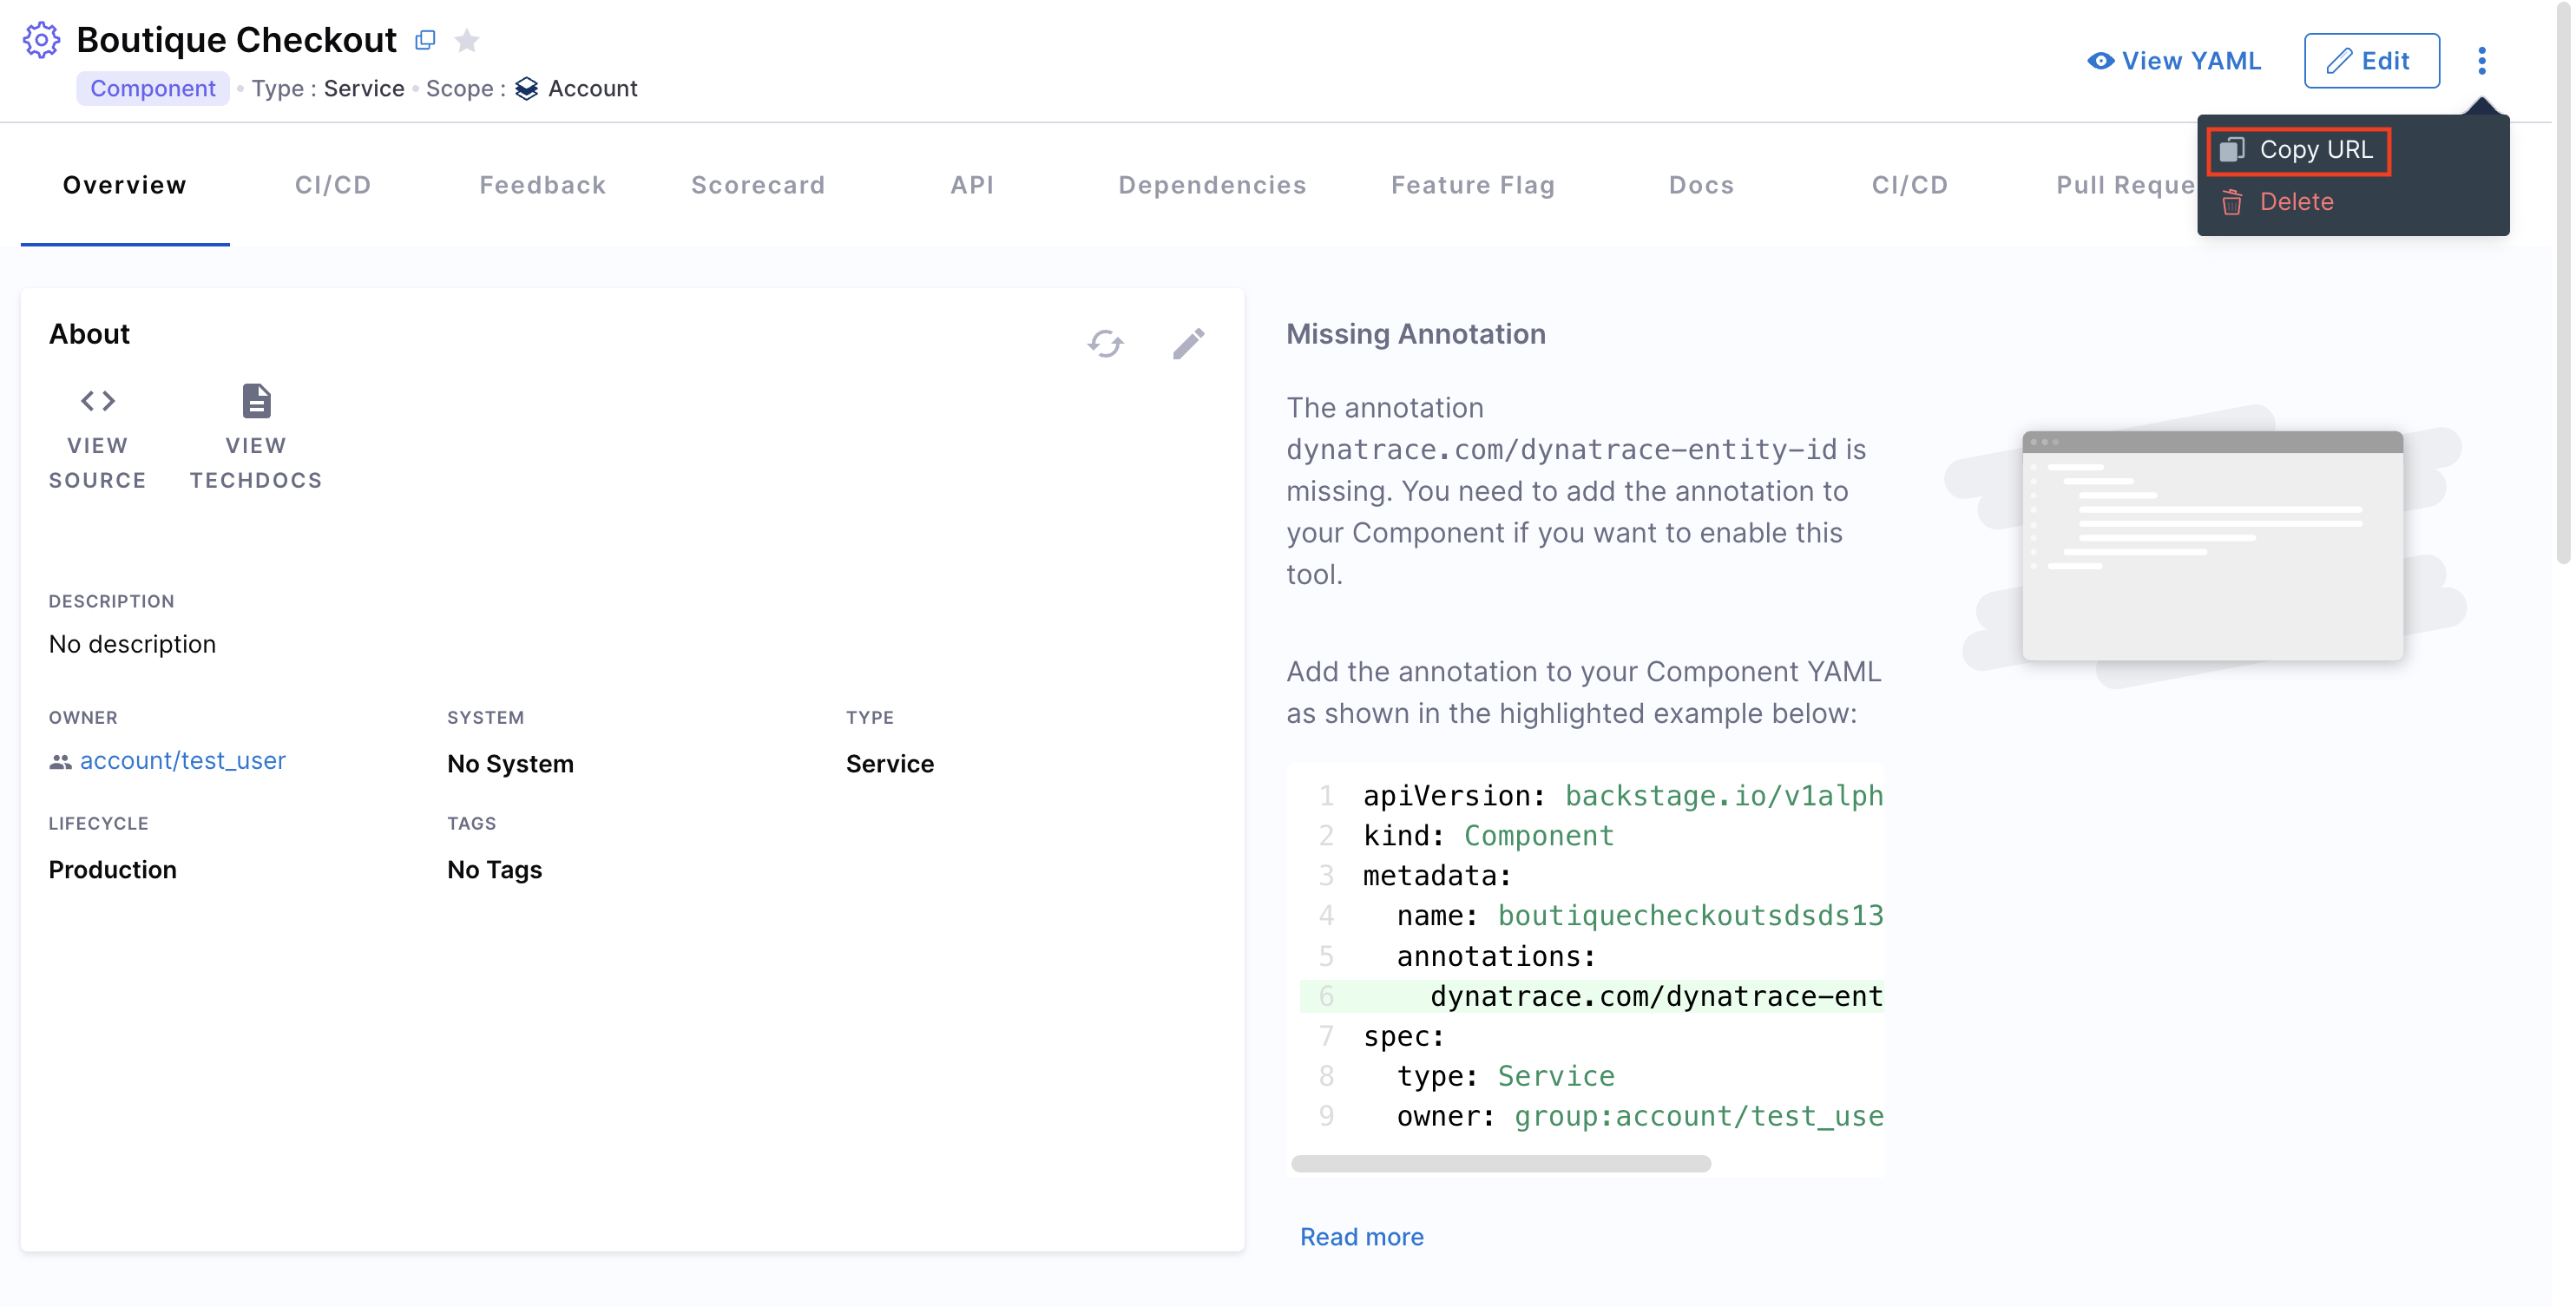 Boutique Checkout
Component • Type : Service • Scope : Account
View YAML
Edit
Copy URL
Delete
Overview
CI/CD
Feedback
Scorecard
API
Dependencies
Feature Flag
Docs
CI/CD
Pull Reque
About
VIEW
SOURCE
VIEW
TECHDOCS
DESCRIPTION
No description
OWNER
account/test_user
SYSTEM
No System
TYPE
Service
LIFECYCLE
Production
TAGS
No Tags
Missing Annotation
The annotation
dynatrace.com/dynatrace-entity-id is
missing. You need to add the annotation to
your Component if you want to enable this
tool.
Add the annotation to your Component YAML
as shown in the highlighted example below:
1 apiVersion: backstage.io/v1alph
2 kind: Component
3 metadata:
4 name: boutiquecheckoutsdsds13
5 annotations:
6 dynatrace.com/dynatrace-ent
7 spec:
8 type: Service
9 owner: group:account/test_use
Read more